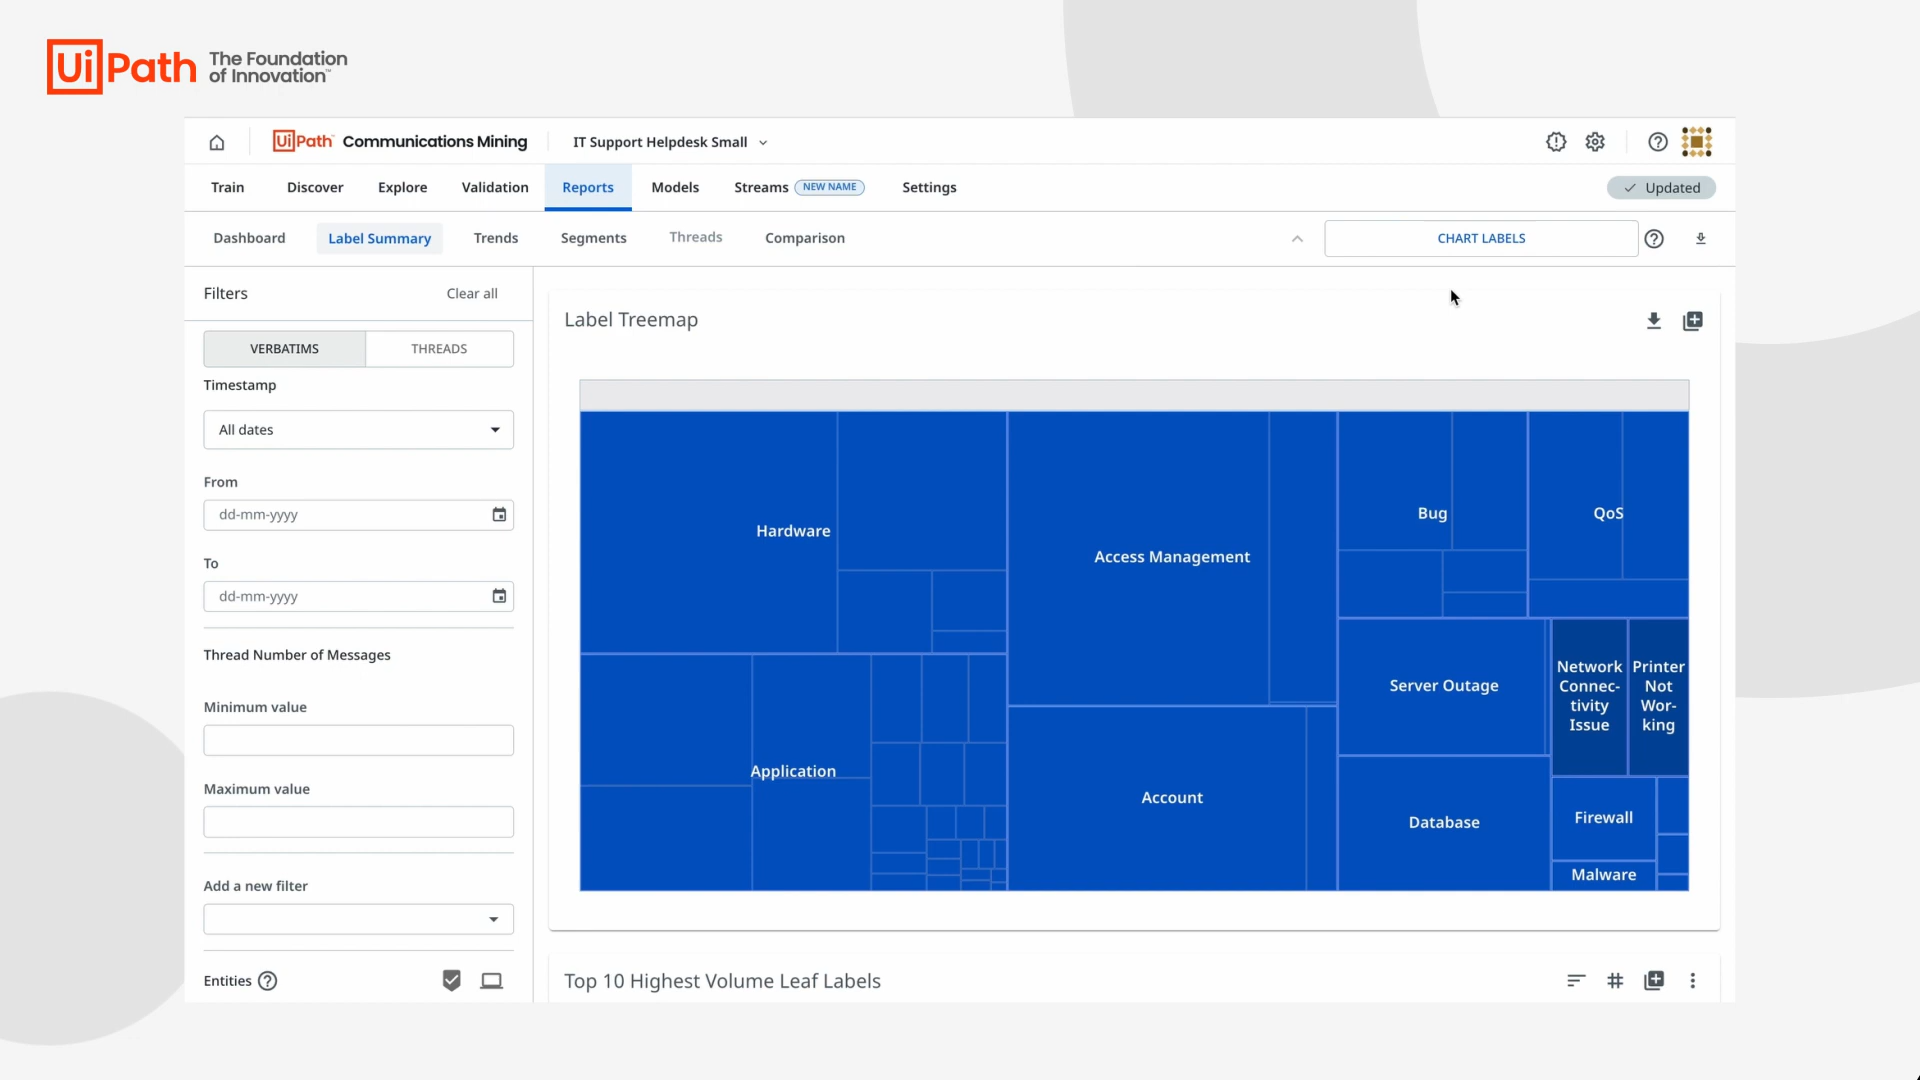 UiPath The Foundation
of Innovation™
UiPath Communications Mining
IT Support Helpdesk Small
Train
Discover
Explore
Validation
Reports
Models
Streams NEW NAME
Settings
Updated
Dashboard
Label Summary
Trends
Segments
Threads
Comparison
CHART LABELS
Filters
Clear all
VERBATIMS
THREADS
Timestamp
All dates
From
dd-mm-yyyy
To
dd-mm-yyyy
Thread Number of Messages
Minimum value
Maximum value
Add a new filter
Entities
Label Treemap
Hardware
Access Management
Bug
QoS
Application
Account
Server Outage
Database
Network
Connec-
tivity
Issue
Printer
Not
Wor-
king
Firewall
Malware
Top 10 Highest Volume Leaf Labels